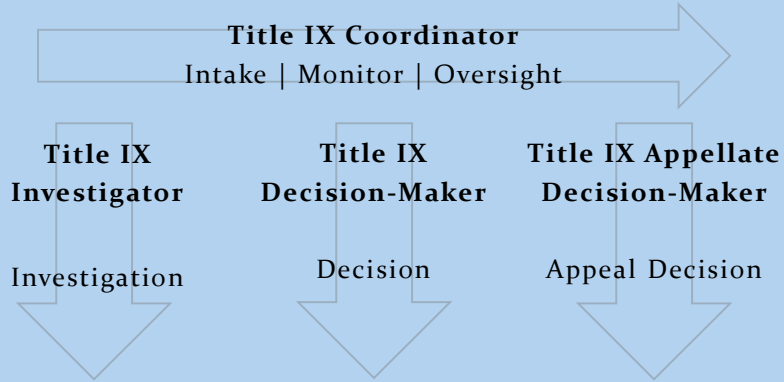 Title IX Coordinator
Intake | Monitor | Oversight
Title IX
Investigator
Investigation
Title IX
Decision-Maker
Decision
Title IX Appellate
Decision-Maker
Appeal Decision